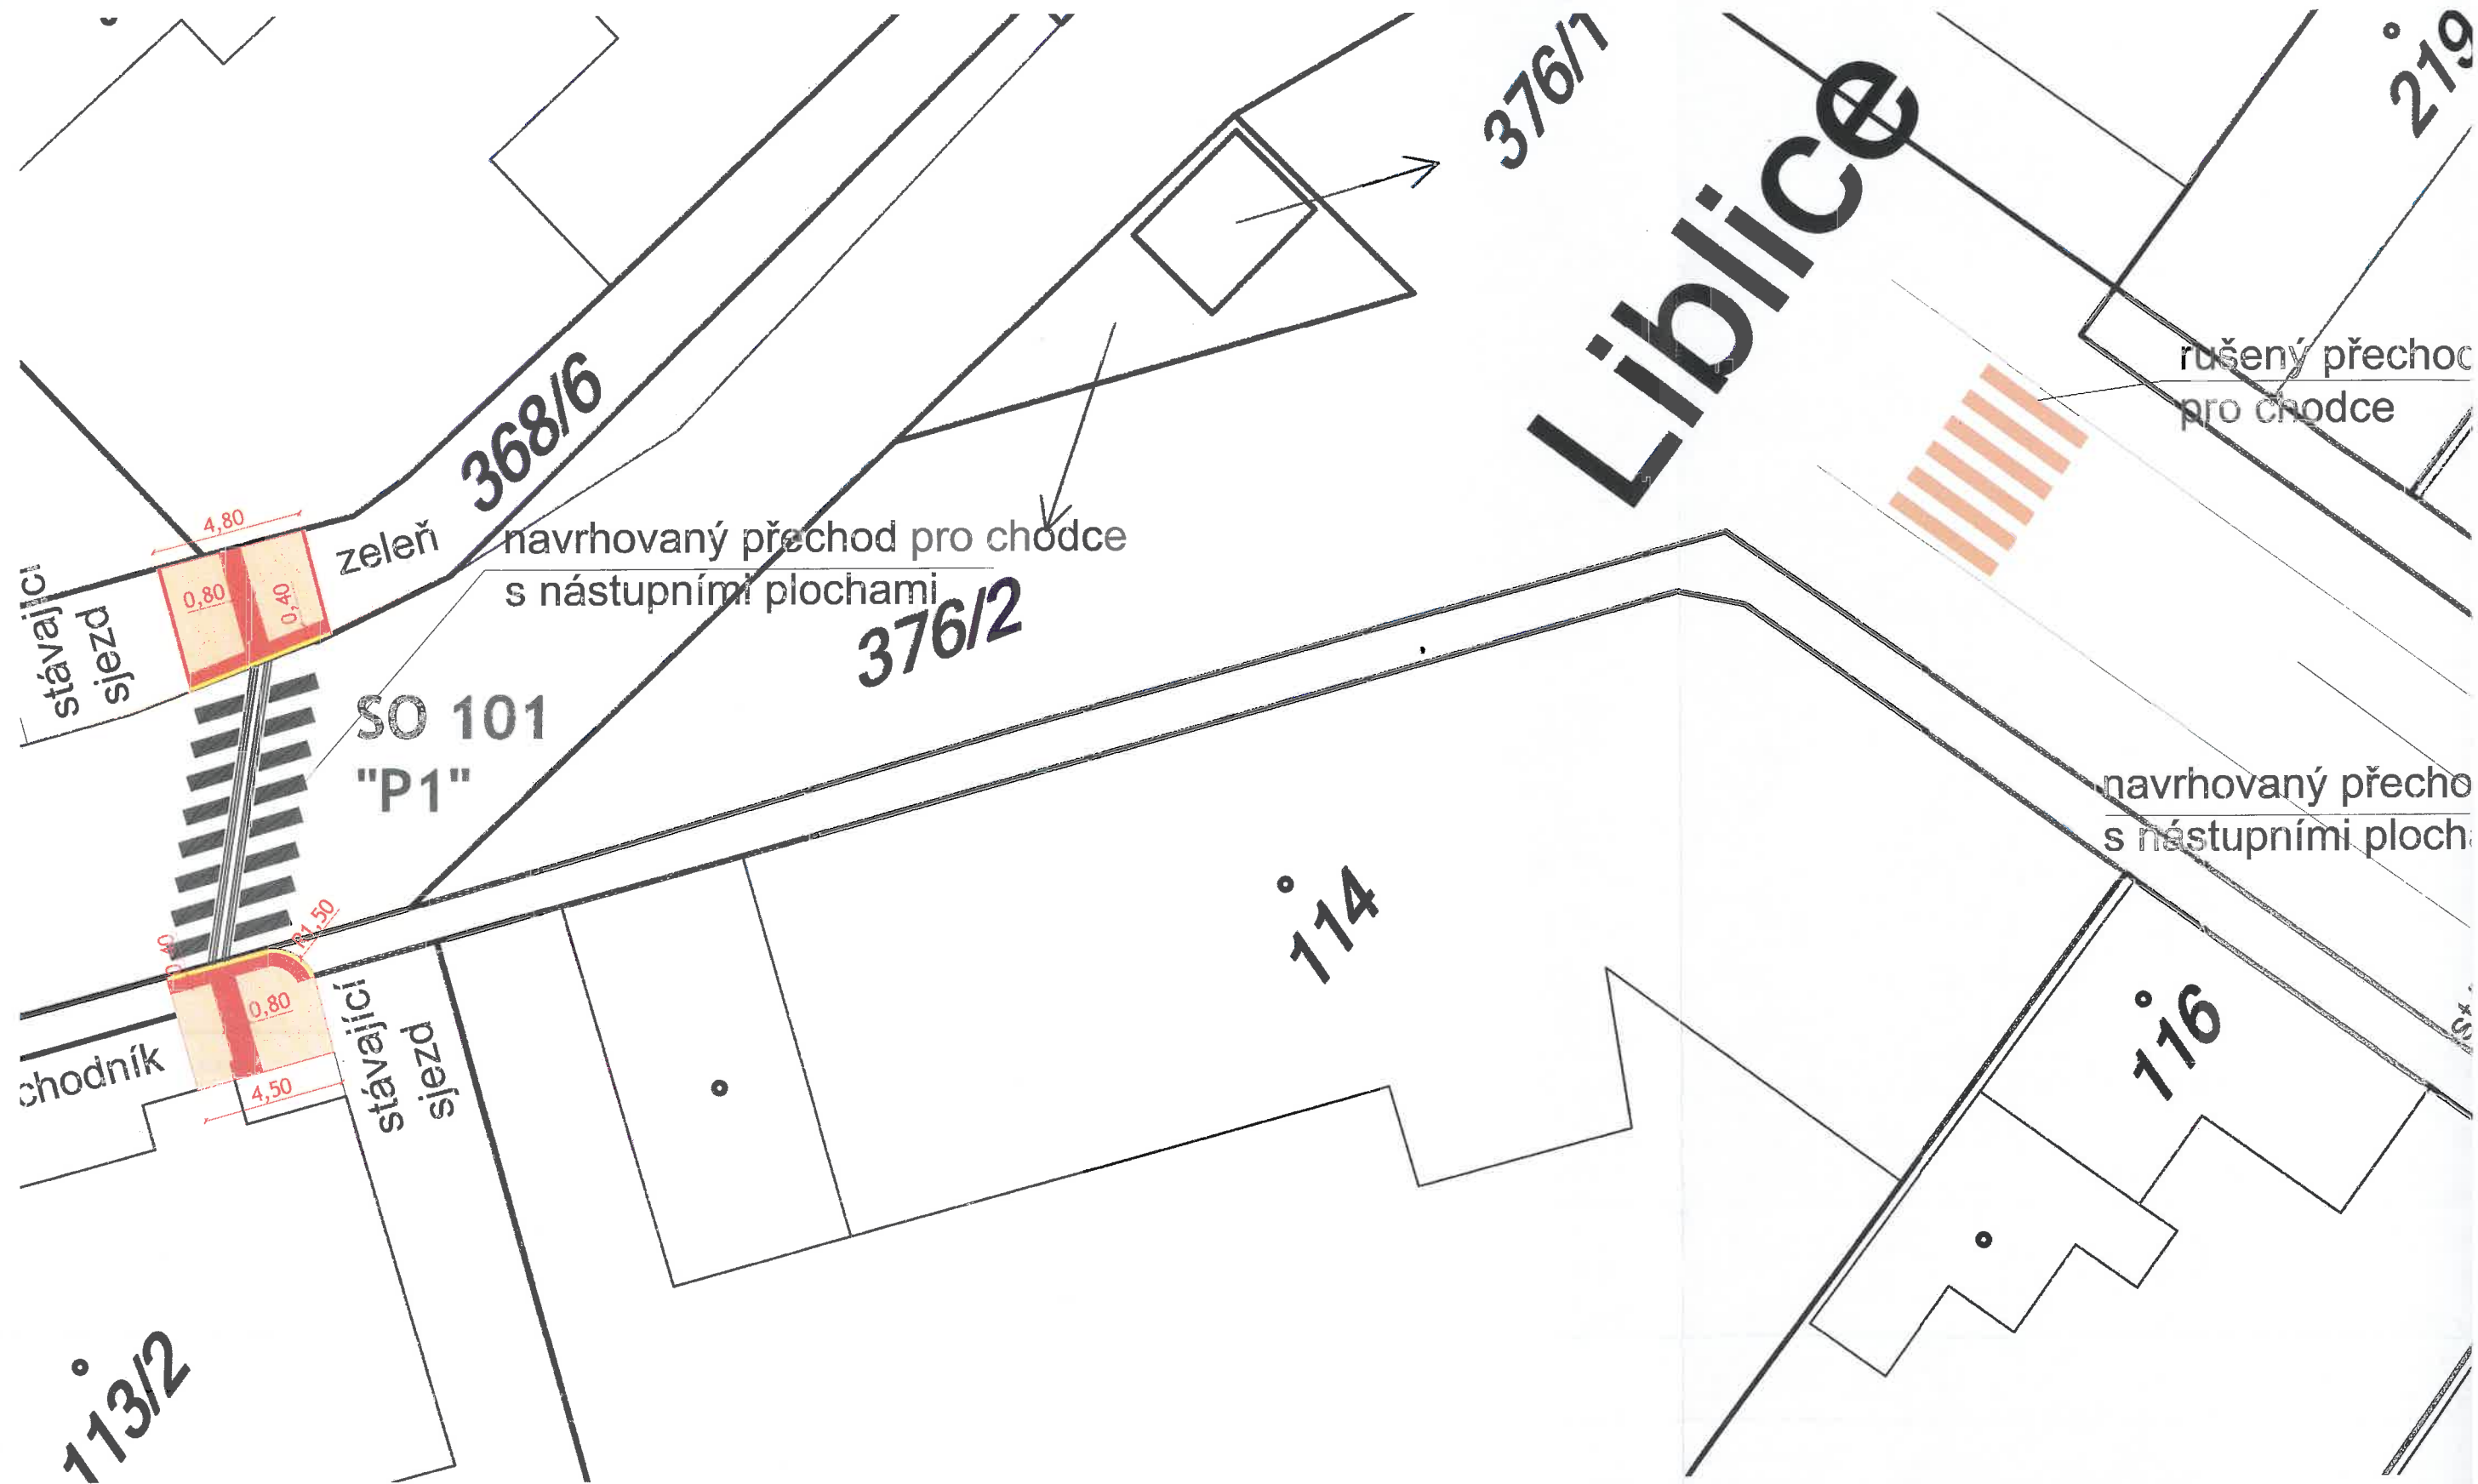 376/1
219
Liblice
rušený přechod
pro chodce
368/6
4,80
zeleň
navrhovaný přechod pro chodce
s nástupními plochami
0,80
0,40
stávající
sjezd
376/2
SO 101
"P1"
navrhovaný přecho
s nástupními ploch
114
R1,50
0,40
0,80
chodník
4,50
stávající
sjezd
116
113/2